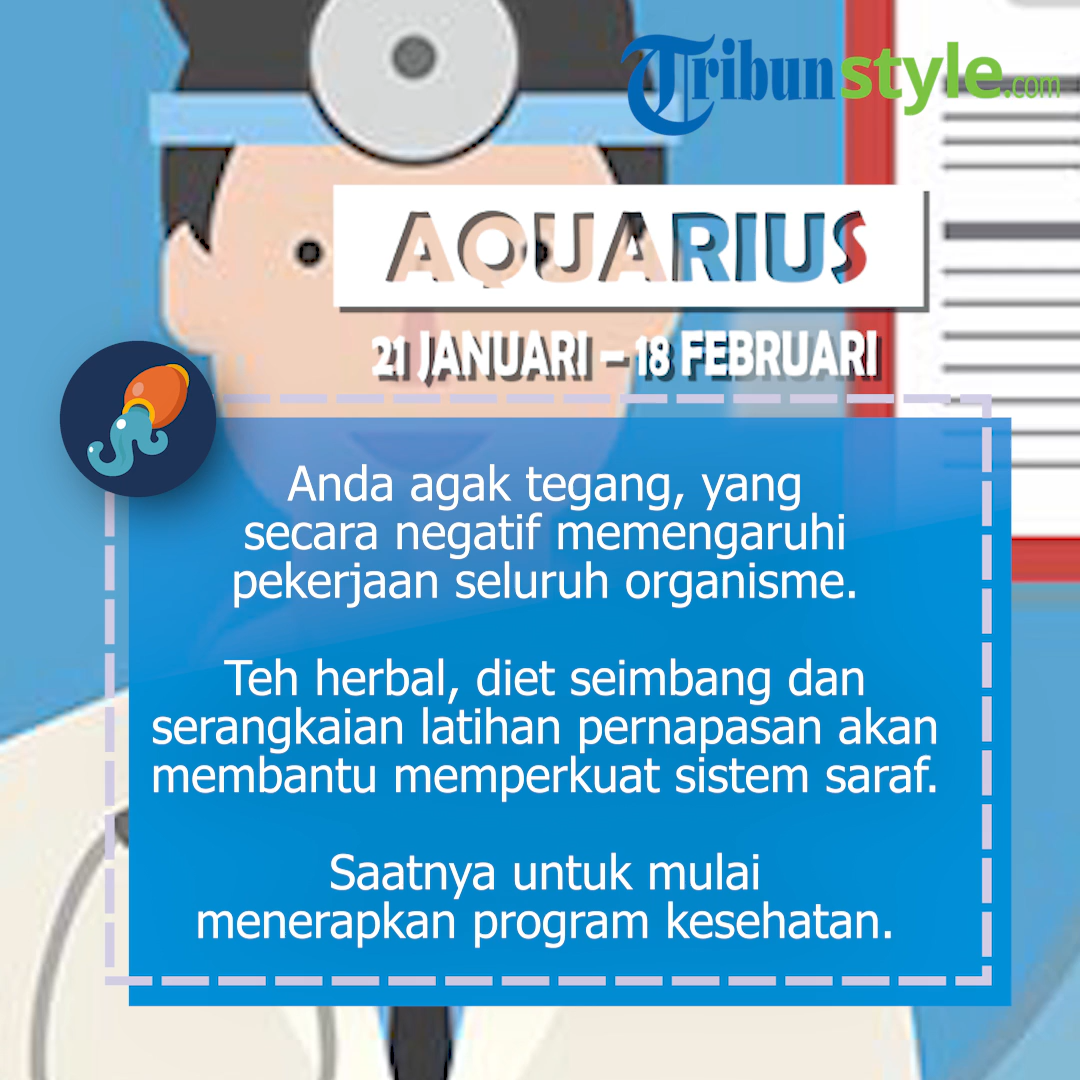 Tribunstyle.com
AQUARIUS
21 JANUARI – 18 FEBRUARI
Anda agak tegang, yang
secara negatif memengaruhi
pekerjaan seluruh organisme.
Teh herbal, diet seimbang dan
serangkaian latihan pernapasan akan
membantu memperkuat sistem saraf.
Saatnya untuk mulai
menerapkan program kesehatan.